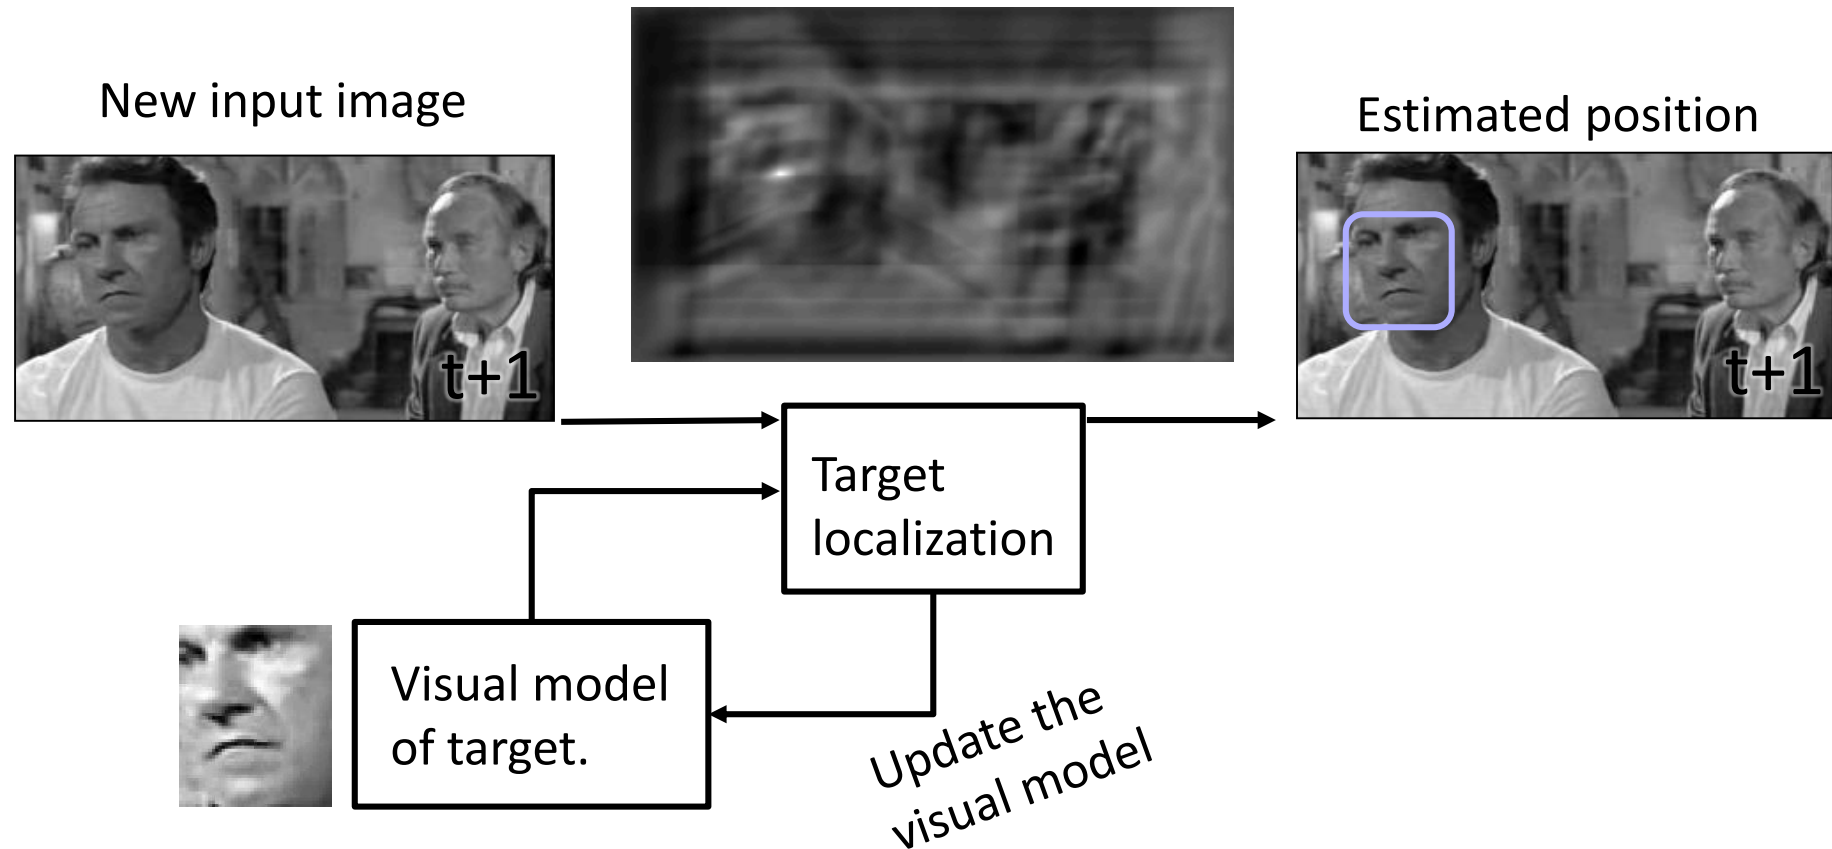 New input image
Estimated position
t+1
t+1
Target
localization
Visual model
of target.
Update the
visual model